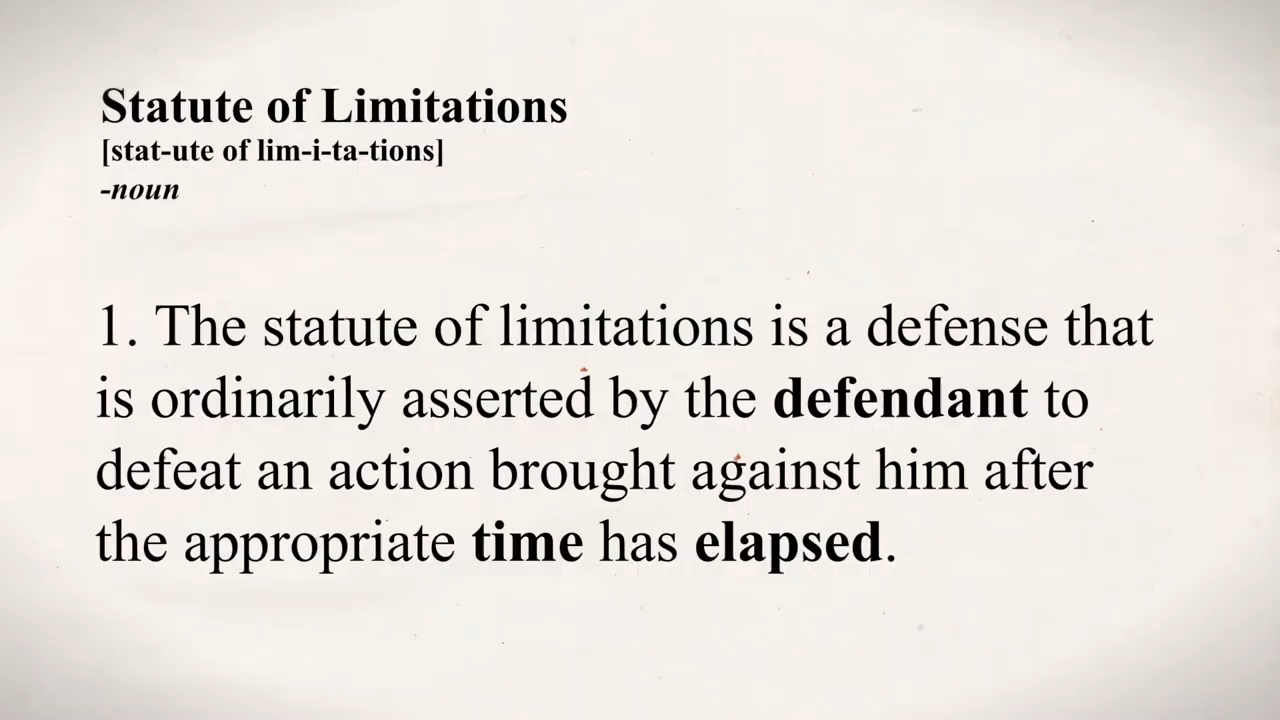 Statute of Limitations
[stat-ute of lim-i-ta-tions]
-noun
1. The statute of limitations is a defense that
is ordinarily asserted by the defendant to
defeat an action brought against him after
the appropriate time has elapsed.